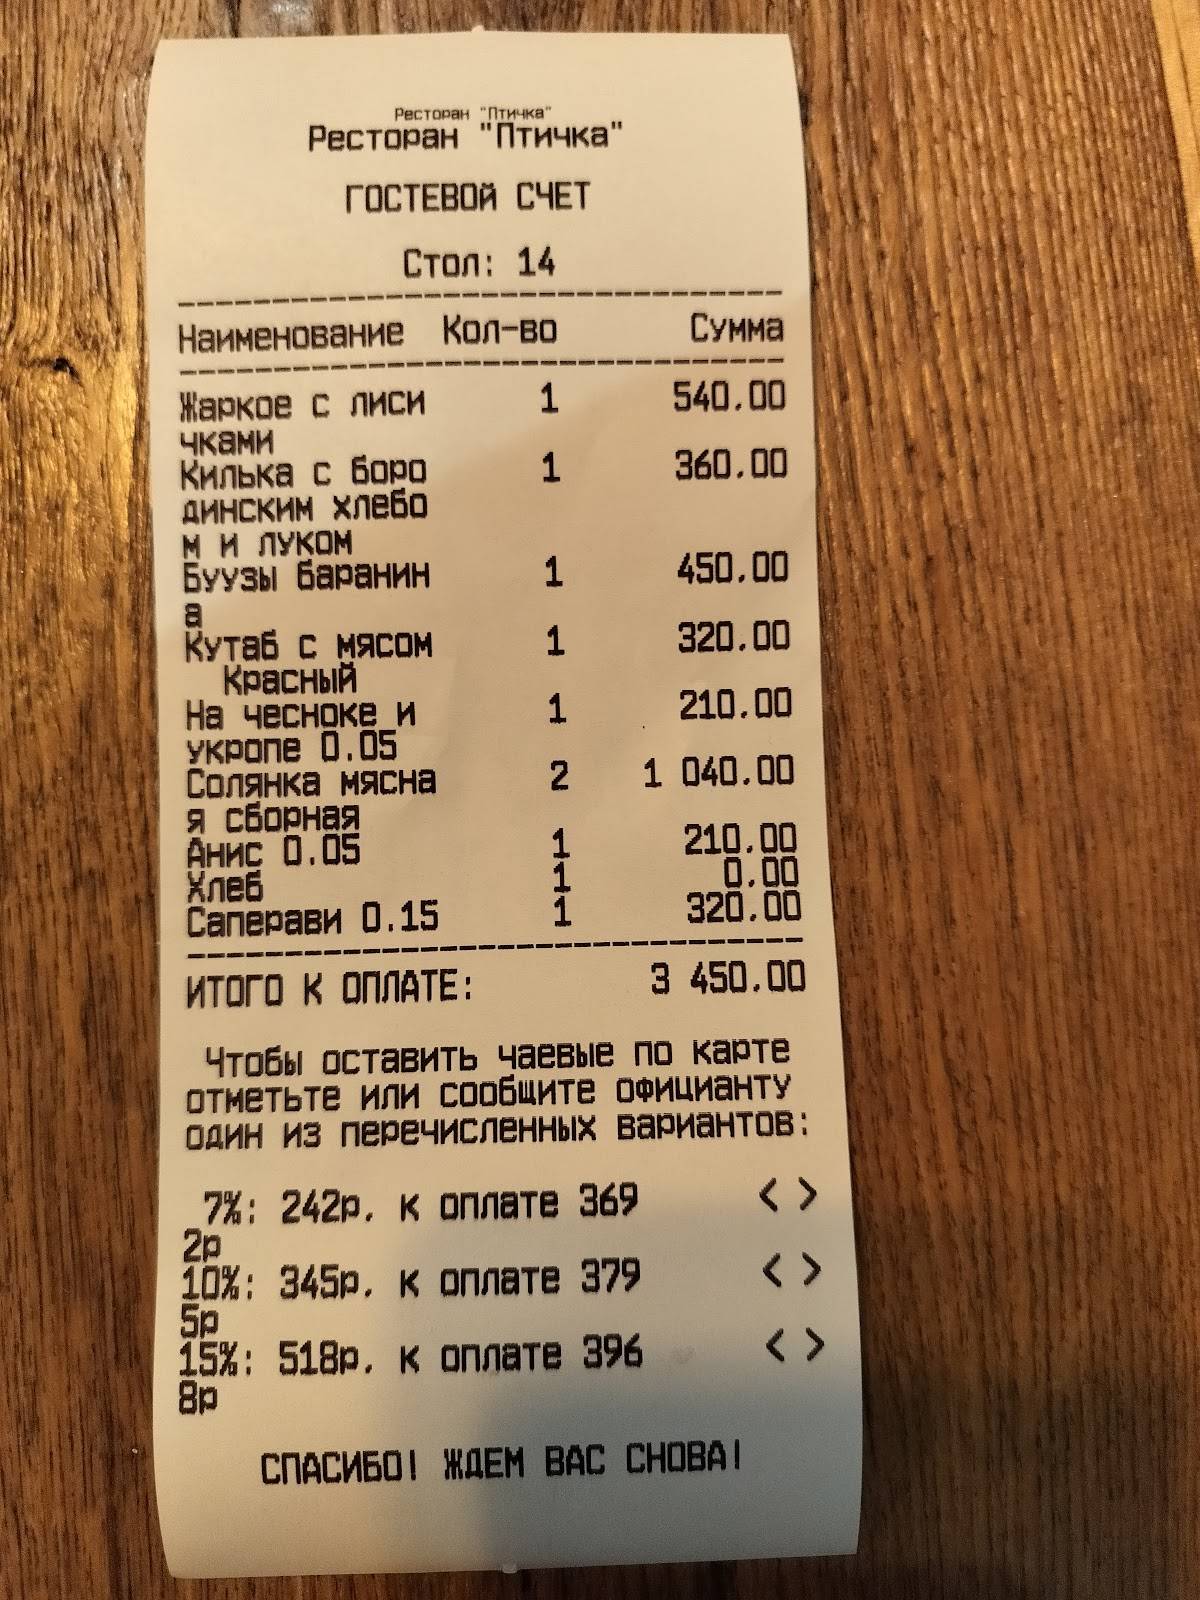 Ресторан "Птичка"
Ресторан "Птичка"
ГОСТЕВОЙ СЧЕТ
Стол: 14
Наименование Кол-во Сумма
Жаркое с лиси 1 540.00
чками
Килька с боро 1 360.00
динским хлебо
м и луком
Буузы баранин 1 450.00
а
Кутаб с мясом 1 320.00
Красный
На чесноке и 1 210.00
укропе 0.05
Солянка мясна 2 1 040.00
я сборная
Анис 0.05 1 210.00
Хлеб 1 0.00
Саперави 0.15 1 320.00
ИТОГО К ОПЛАТЕ: 3 450.00
Чтобы оставить чаевые по карте
отметьте или сообщите официанту
один из перечисленных вариантов:
7%: 242р. к оплате 369 < >
2р
10%: 345р. к оплате 379 < >
5р
15%: 518р. к оплате 396 < >
8р
СПАСИБО! ЖДЕМ ВАС СНОВА!